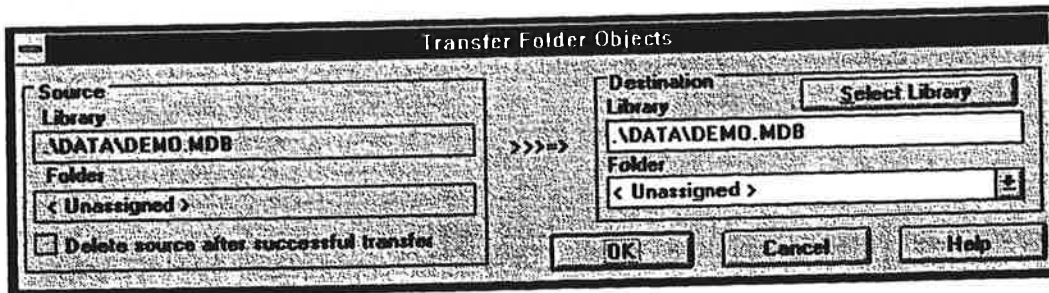 Transfer Folder Objects
Source
Library
.\DATA\DEMO.MDB
Folder
< Unassigned >
Delete source after successful transfer
>>>=>
Destination
Select Library
Library
.\DATA\DEMO.MDB
Folder
< Unassigned >
OK
Cancel
Help